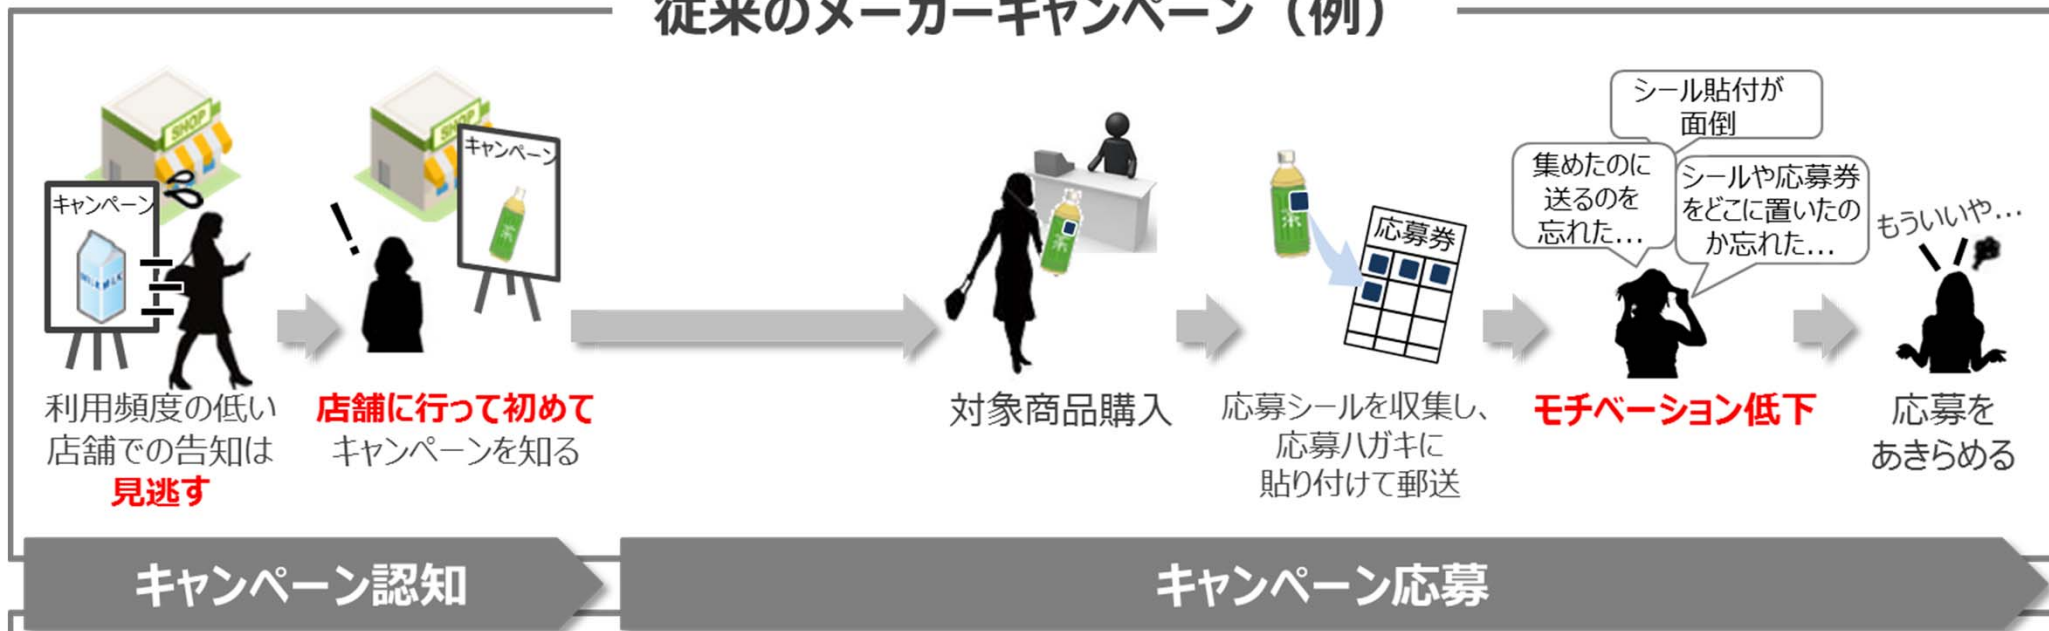 従来のメーカーキャンペーン（例）
SHOP
キャンペーン
MILK
SHOP
キャンペーン
茶
茶
茶
応募券
シール貼付が
面倒
集めたのに
送るのを
忘れた…
シールや応募券
をどこに置いたの
か忘れた…
もういいや…
利用頻度の低い
店舗での告知は
見逃す
店舗に行って初めて
キャンペーンを知る
対象商品購入
応募シールを収集し、
応募ハガキに
貼り付けて郵送
モチベーション低下
応募を
あきらめる
キャンペーン認知
キャンペーン応募